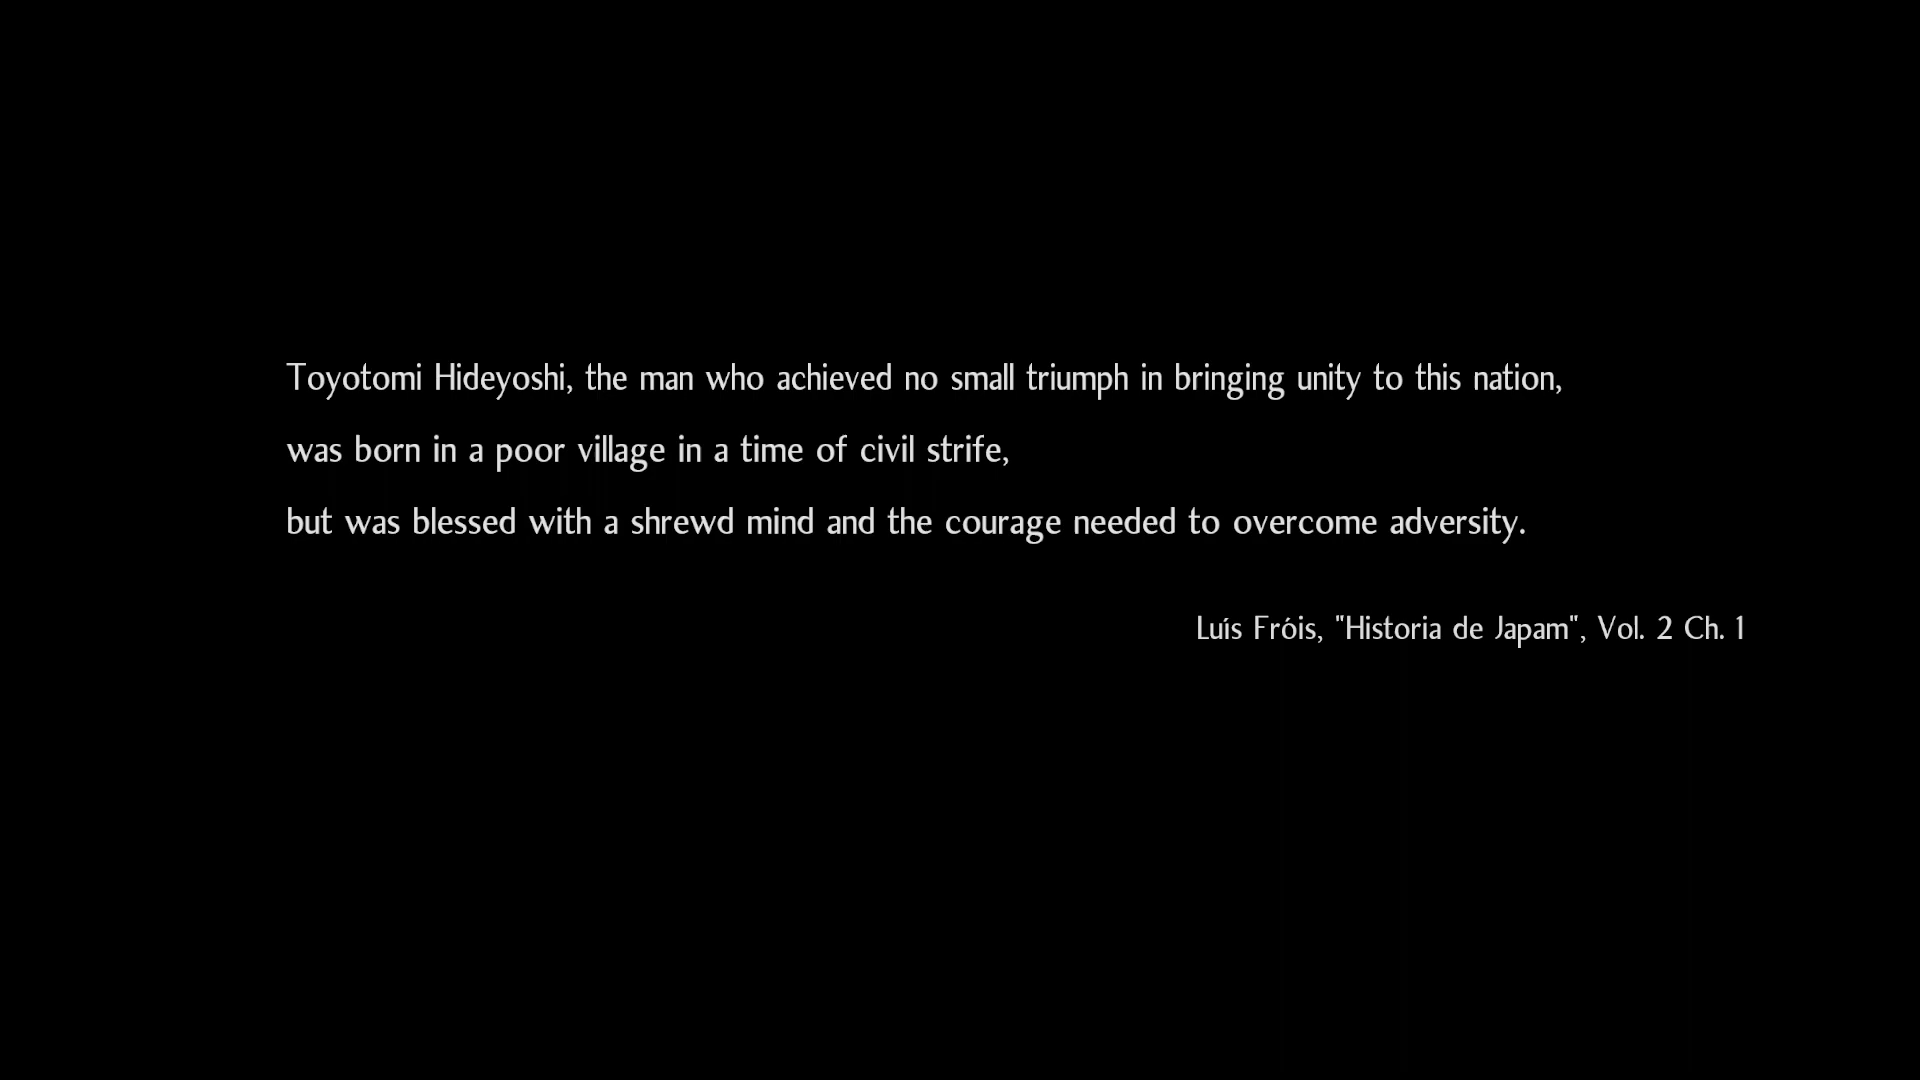 Toyotomi Hideyoshi, the man who achieved no small triumph in bringing unity to this nation,
was born in a poor village in a time of civil strife,
but was blessed with a shrewd mind and the courage needed to overcome adversity.
Luís Fróis, "Historia de Japam", Vol. 2 Ch. 1